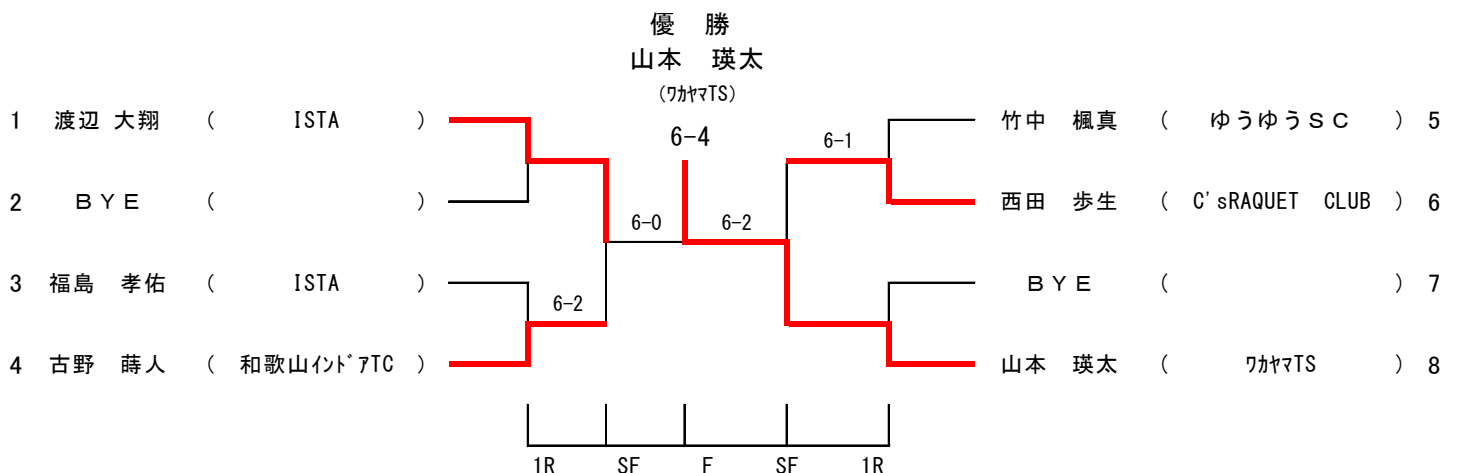 優　勝
山本　瑛太
(ﾜｶﾔﾏTS)
6-4
1 渡辺 大翔 ( ISTA )
2 ＢＹＥ ( )
3 福島　孝佑 ( ISTA )
4 古野　蒔人 ( 和歌山ｲﾝﾄﾞｱTC )
6-2
6-0
6-2
6-1
竹中　楓真 ( ゆうゆうＳＣ ) 5
西田　歩生 ( C'sRAQUET　CLUB ) 6
ＢＹＥ ( ) 7
山本　瑛太 ( ﾜｶﾔﾏTS ) 8
1R SF F SF 1R